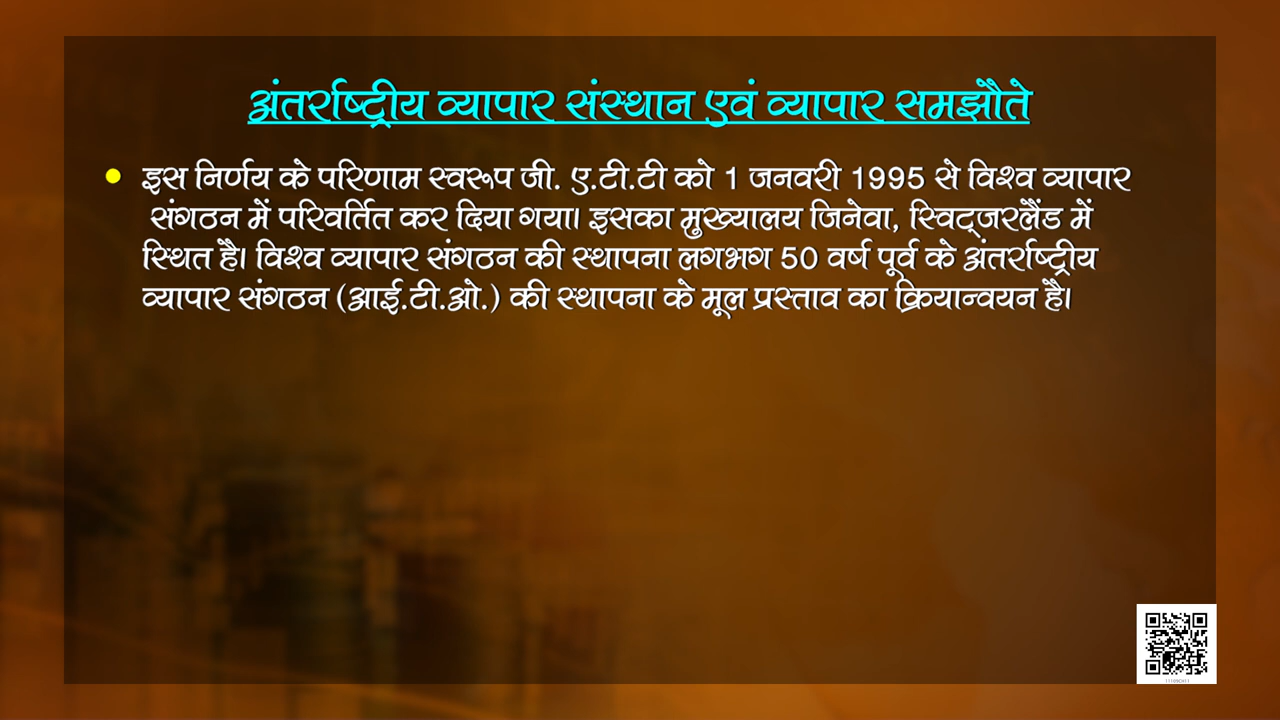 अंतर्राष्ट्रीय व्यापार संस्थान एवं व्यापार समझौते
इस निर्णय के परिणाम स्वरूप जी. ए.टी.टी को 1 जनवरी 1995 से विश्व व्यापार
संगठन में परिवर्तित कर दिया गया। इसका मुख्यालय जिनेवा, स्विट्जरलैंड में
स्थित है। विश्व व्यापार संगठन की स्थापना लगभग 50 वर्ष पूर्व के अंतर्राष्ट्रीय
व्यापार संगठन (आई.टी.ओ.) की स्थापना के मूल प्रस्ताव का क्रियान्वयन है।